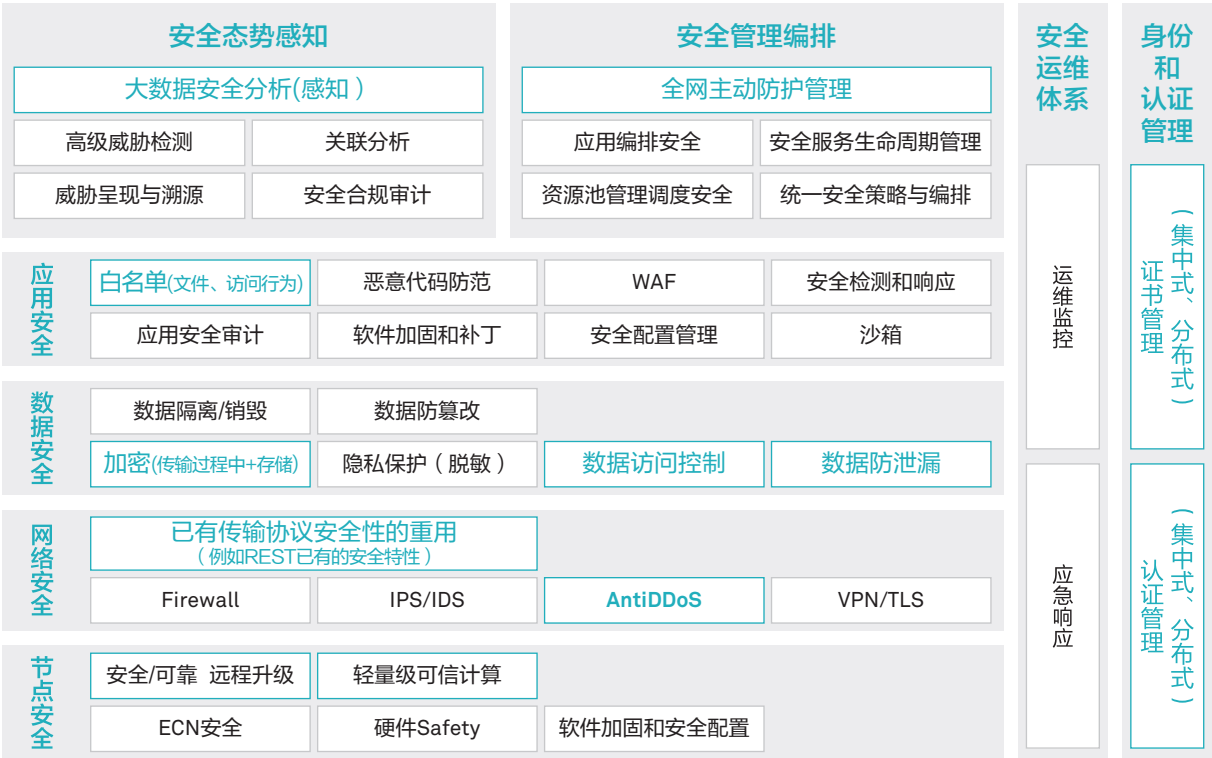 安全态势感知
大数据安全分析(感知）
高级威胁检测
关联分析
威胁呈现与溯源
安全合规审计
安全管理编排
全网主动防护管理
应用编排安全
安全服务生命周期管理
资源池管理调度安全
统一安全策略与编排
应用安全
白名单(文件、访问行为)
恶意代码防范
WAF
安全检测和响应
应用安全审计
软件加固和补丁
安全配置管理
沙箱
数据安全
数据隔离/销毁
数据防篡改
加密(传输过程中+存储)
隐私保护（脱敏）
数据访问控制
数据防泄漏
网络安全
已有传输协议安全性的重用
（例如REST已有的安全特性）
Firewall
IPS/IDS
AntiDDoS
VPN/TLS
节点安全
安全/可靠 远程升级
轻量级可信计算
ECN安全
硬件Safety
软件加固和安全配置
安全
运维
体系
运维监控
应急响应
身份
和
认证
管理
证书管理
（集中式、分布式）
认证管理
（集中式、分布式）